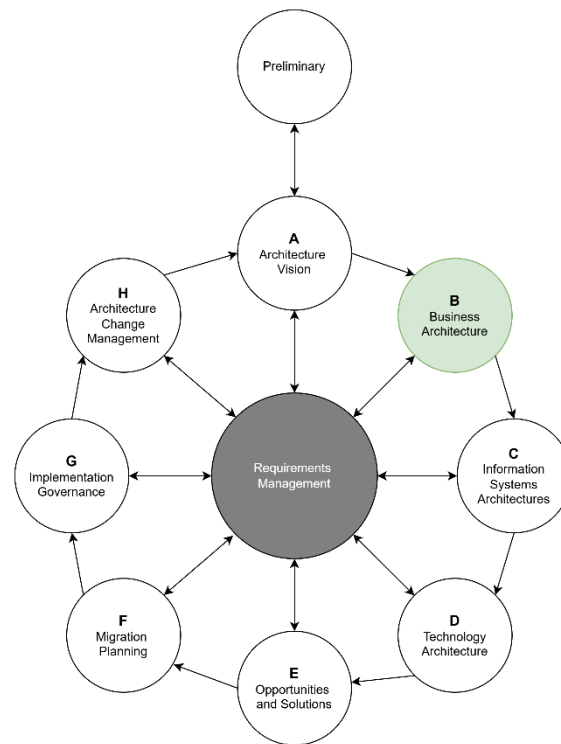 Preliminary
A
Architecture
Vision
B
Business
Architecture
C
Information
Systems
Architectures
D
Technology
Architecture
E
Opportunities
and Solutions
F
Migration
Planning
G
Implementation
Governance
H
Architecture
Change
Management
Requirements
Management